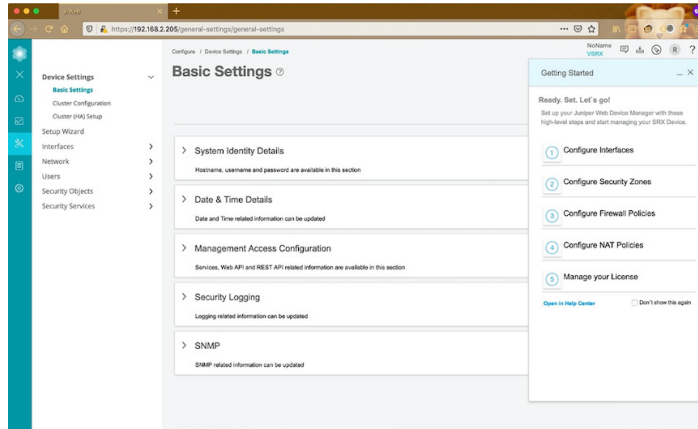 https://192.168.2.205/general-settings/general-settings
Configure / Device Settings / Basic Settings
NoName
VSRX
R
?
Basic Settings
Device Settings
Basic Settings
Cluster Configuration
Cluster (HA) Setup
Setup Wizard
Interfaces
Network
Users
Security Objects
Security Services
System Identity Details
Hostname, username and password are available in this section
Date & Time Details
Date and Time related information can be updated
Management Access Configuration
Services, Web API and REST API related information are available in this section
Security Logging
Logging related information can be updated
SNMP
SNMP related information can be updated
Getting Started
Ready. Set. Let's go!
Set up your Juniper Web Device Manager with these
high-level steps and start managing your SRX Device.
1 Configure Interfaces
2 Configure Security Zones
3 Configure Firewall Policies
4 Configure NAT Policies
5 Manage your License
Open in Help Center
Don't show this again